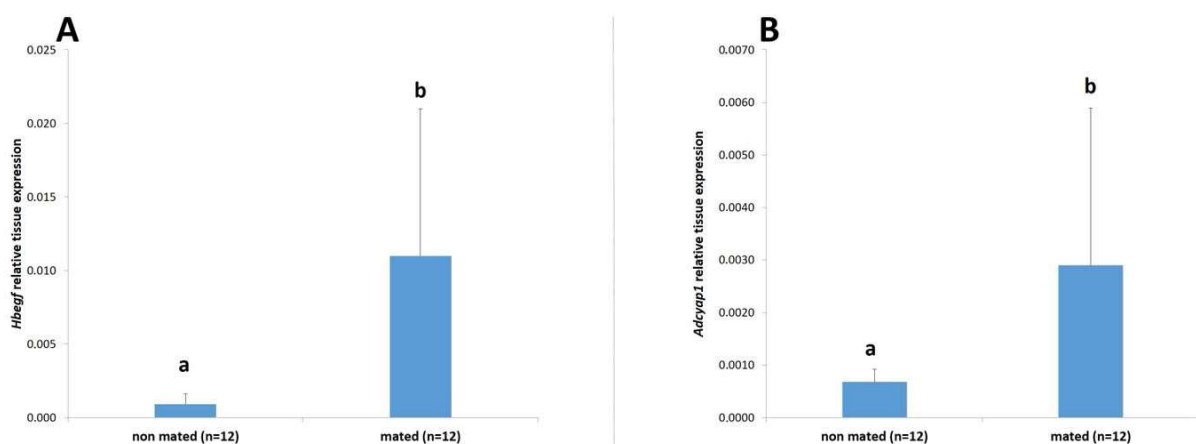 A
Hbegf relative tissue expression
0.025
0.020
0.015
0.010
0.005
0.000
a
b
non mated (n=12)
mated (n=12)
B
Adcyap1 relative tissue expression
0.0070
0.0060
0.0050
0.0040
0.0030
0.0020
0.0010
0.0000
a
b
non mated (n=12)
mated (n=12)